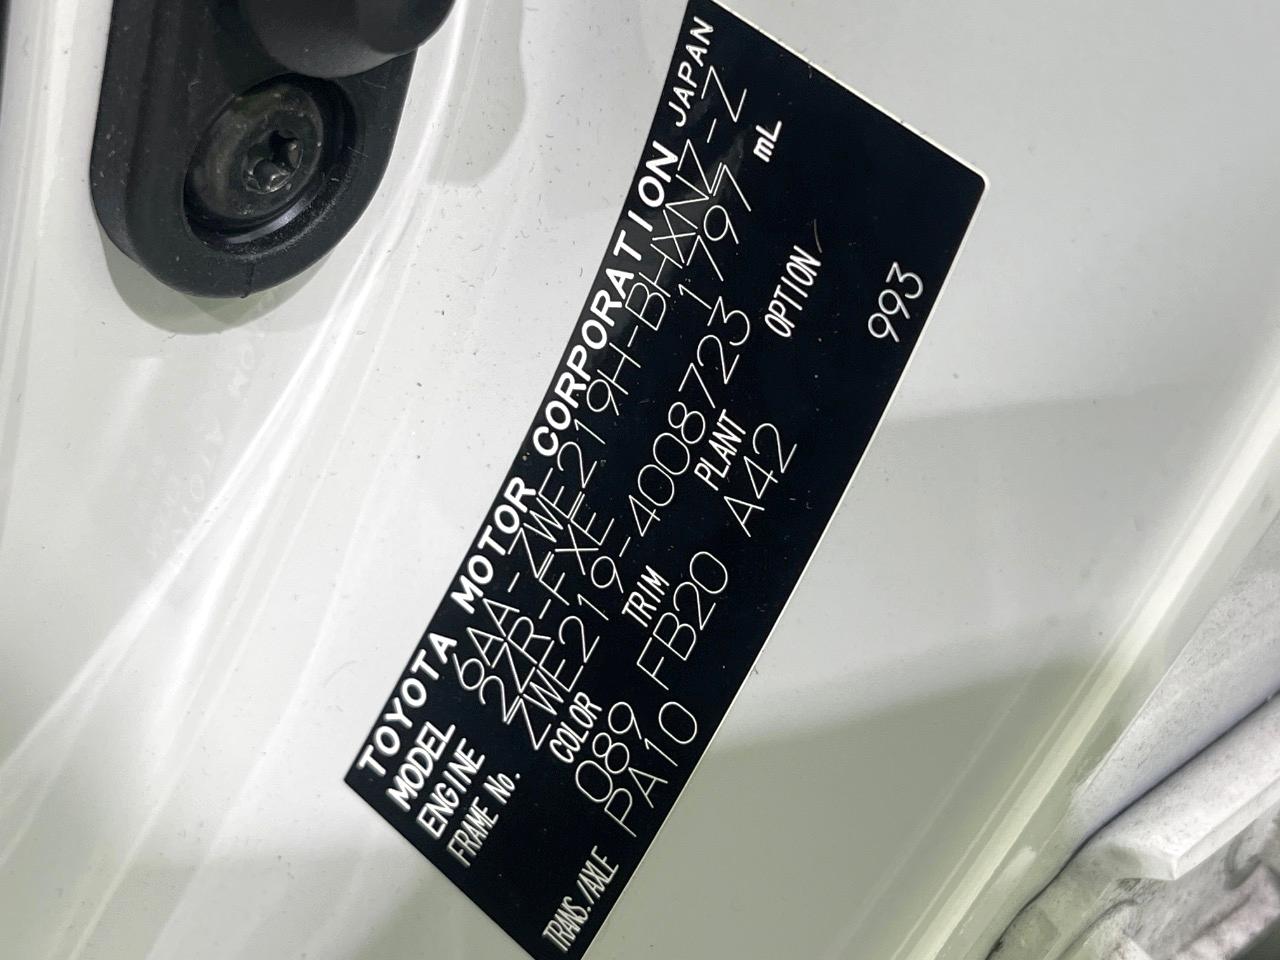 TOYOTA MOTOR CORPORATION JAPAN
MODEL 6AA-ZWE219H-BHXNZ-Z
ENGINE 2ZR-FXE 1797 mL
FRAME No. ZWE219-4008723
COLOR TRIM PLANT OPTION
089 FB20 A42
TRANS./AXLE PA10 993